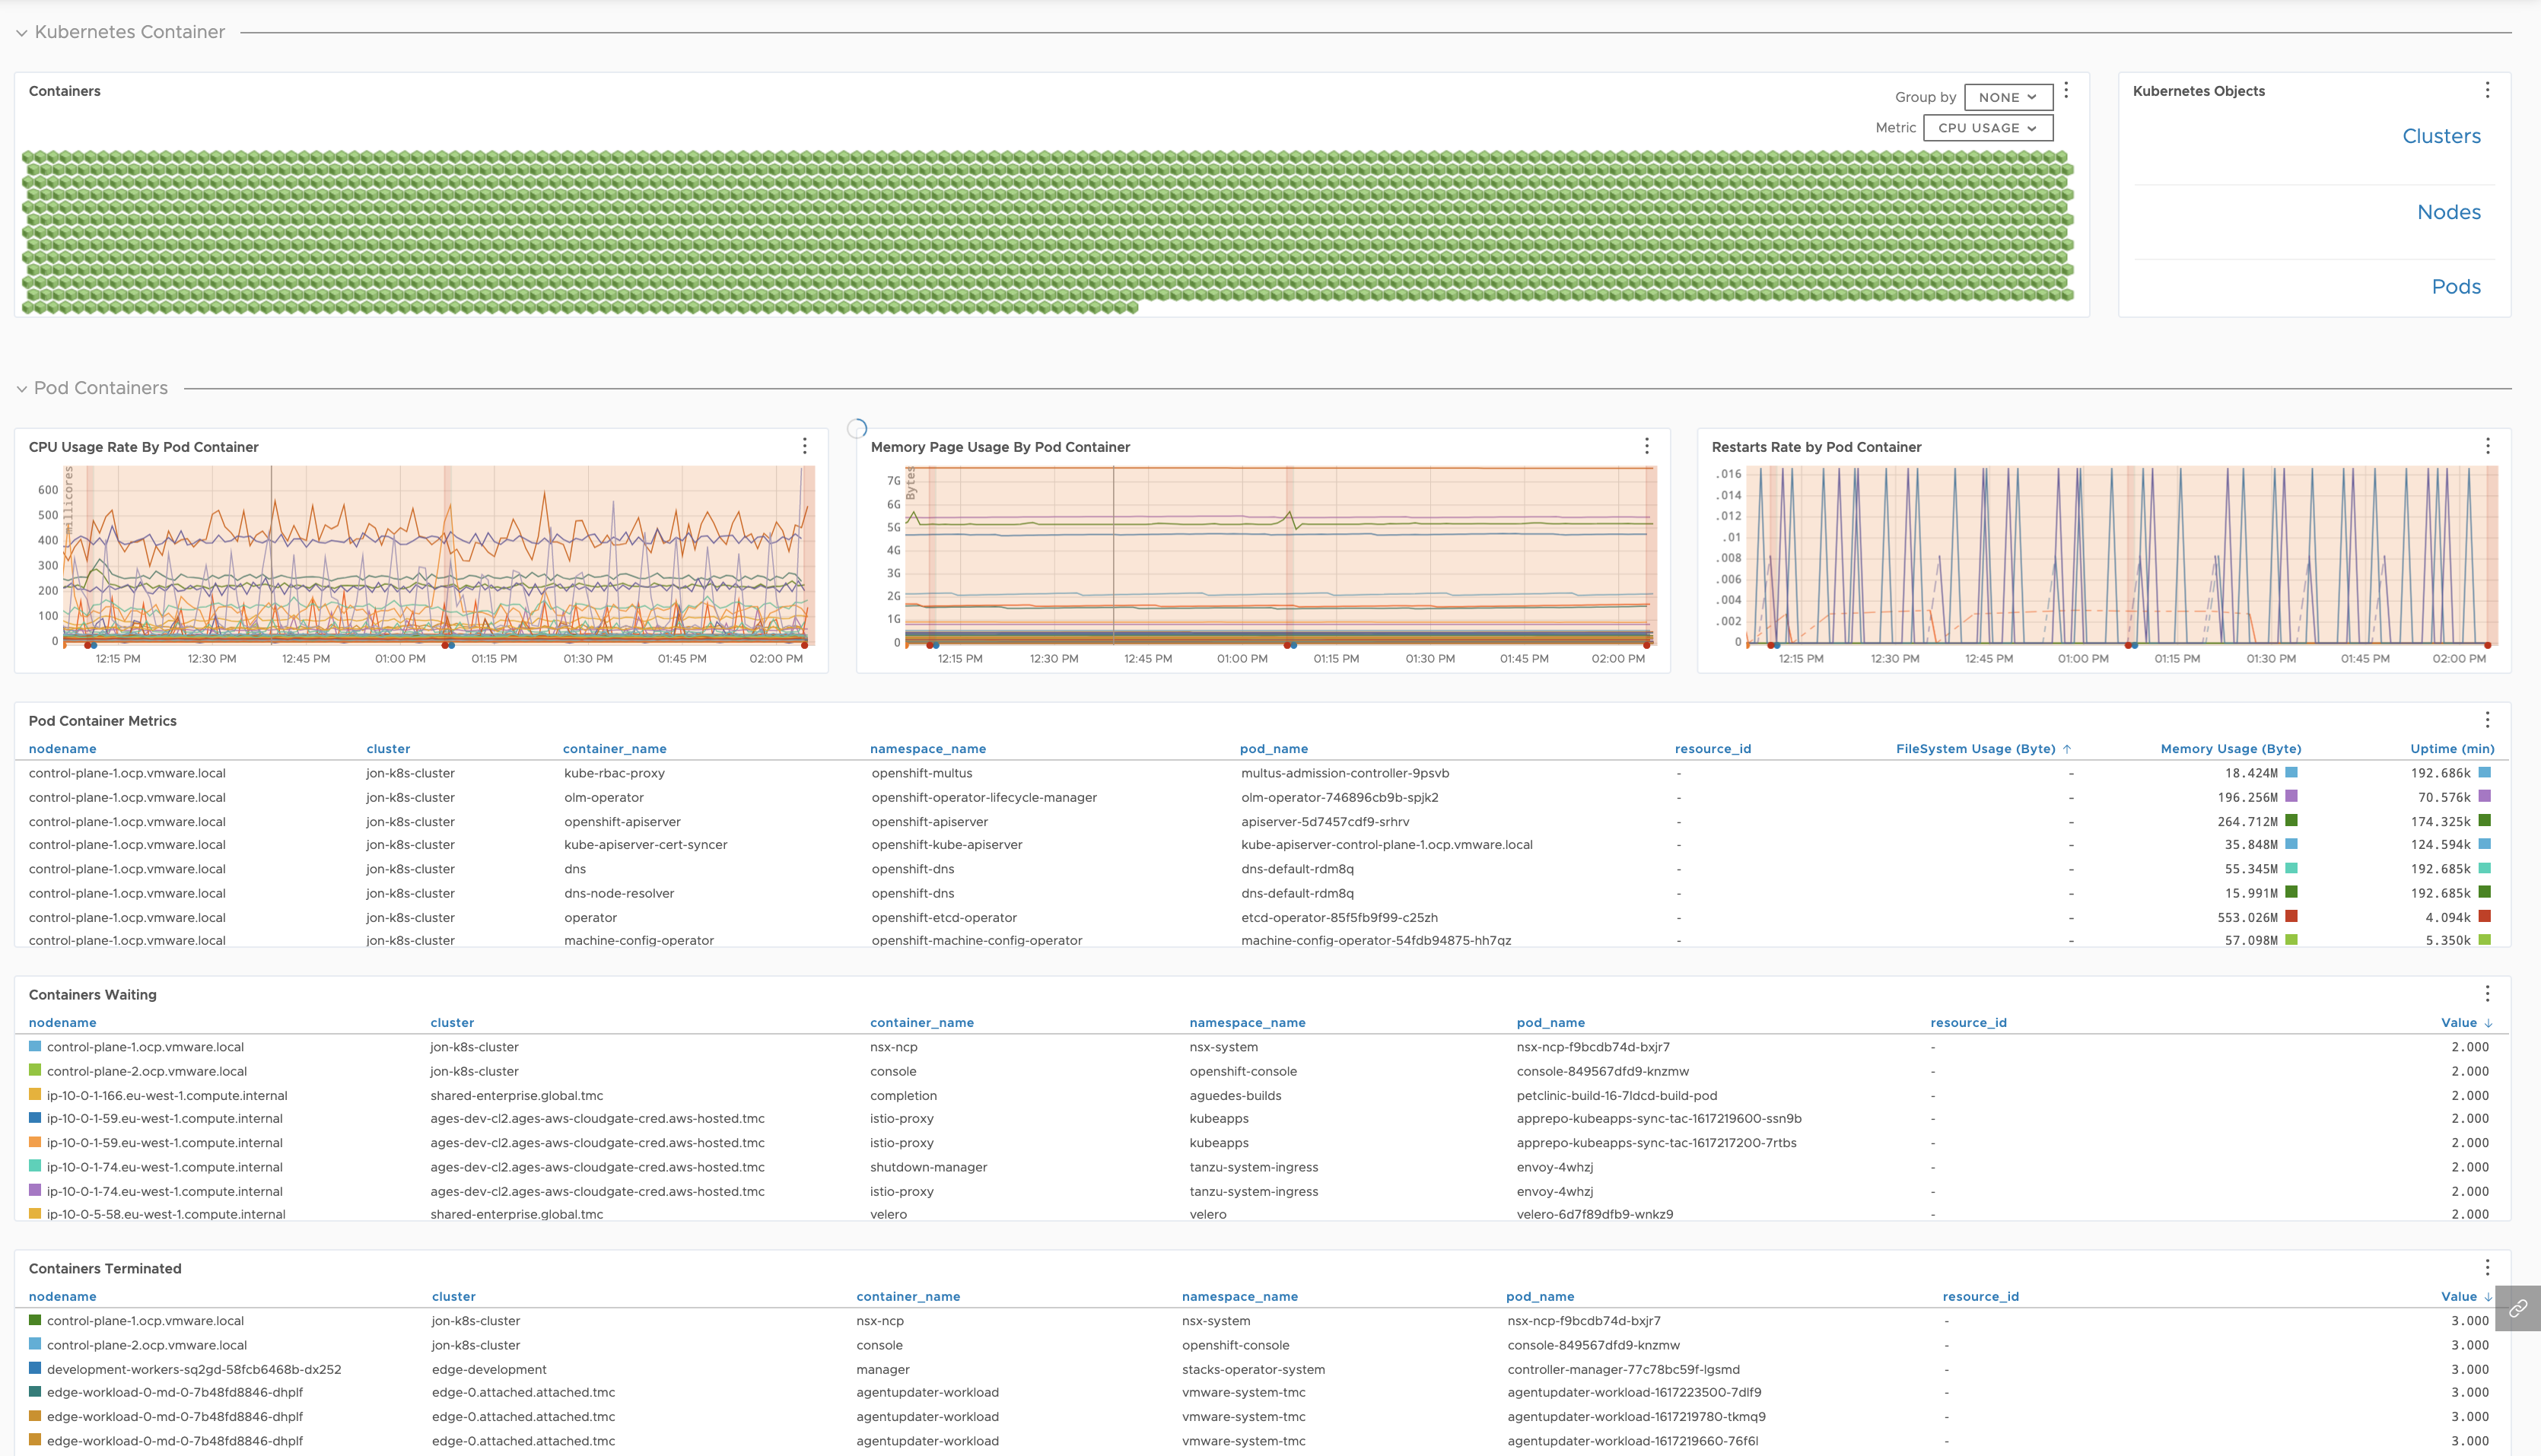 Kubernetes Container
Containers
Group by NONE
Metric CPU USAGE
Kubernetes Objects
Clusters
Nodes
Pods
Pod Containers
CPU Usage Rate By Pod Container
millicores
600
500
400
300
200
100
0
12:15 PM 12:30 PM 12:45 PM 01:00 PM 01:15 PM 01:30 PM 01:45 PM 02:00 PM
Memory Page Usage By Pod Container
Bytes
7G
6G
5G
4G
3G
2G
1G
0
12:15 PM 12:30 PM 12:45 PM 01:00 PM 01:15 PM 01:30 PM 01:45 PM 02:00 PM
Restarts Rate by Pod Container
.016
.014
.012
.01
.008
.006
.004
.002
0
12:15 PM 12:30 PM 12:45 PM 01:00 PM 01:15 PM 01:30 PM 01:45 PM 02:00 PM
Pod Container Metrics
nodename cluster container_name namespace_name pod_name resource_id FileSystem Usage (Byte) ↑ Memory Usage (Byte) Uptime (min)
control-plane-1.ocp.vmware.local jon-k8s-cluster kube-rbac-proxy openshift-multus multus-admission-controller-9psvb - - 18.424M 192.686k
control-plane-1.ocp.vmware.local jon-k8s-cluster olm-operator openshift-operator-lifecycle-manager olm-operator-746896cb9b-spjk2 - - 196.256M 70.576k
control-plane-1.ocp.vmware.local jon-k8s-cluster openshift-apiserver openshift-apiserver apiserver-5d7457cdf9-srhrv - - 264.712M 174.325k
control-plane-1.ocp.vmware.local jon-k8s-cluster kube-apiserver-cert-syncer openshift-kube-apiserver kube-apiserver-control-plane-1.ocp.vmware.local - - 35.848M 124.594k
control-plane-1.ocp.vmware.local jon-k8s-cluster dns openshift-dns dns-default-rdm8q - - 55.345M 192.685k
control-plane-1.ocp.vmware.local jon-k8s-cluster dns-node-resolver openshift-dns dns-default-rdm8q - - 15.991M 192.685k
control-plane-1.ocp.vmware.local jon-k8s-cluster operator openshift-etcd-operator etcd-operator-85f5fb9f99-c25zh - - 553.026M 4.094k
control-plane-1.ocp.vmware.local jon-k8s-cluster machine-config-operator openshift-machine-config-operator machine-config-operator-54fdb94875-hh7qz - - 57.098M 5.350k
Containers Waiting
nodename cluster container_name namespace_name pod_name resource_id Value ↓
control-plane-1.ocp.vmware.local jon-k8s-cluster nsx-ncp nsx-system nsx-ncp-f9bcdb74d-bxjr7 - 2.000
control-plane-2.ocp.vmware.local jon-k8s-cluster console openshift-console console-849567dfd9-knzmw - 2.000
ip-10-0-1-166.eu-west-1.compute.internal shared-enterprise.global.tmc completion aguedes-builds petclinic-build-16-7ldcd-build-pod - 2.000
ip-10-0-1-59.eu-west-1.compute.internal ages-dev-cl2.ages-aws-cloudgate-cred.aws-hosted.tmc istio-proxy kubeapps apprepo-kubeapps-sync-tac-1617219600-ssn9b - 2.000
ip-10-0-1-59.eu-west-1.compute.internal ages-dev-cl2.ages-aws-cloudgate-cred.aws-hosted.tmc istio-proxy kubeapps apprepo-kubeapps-sync-tac-1617217200-7rtbs - 2.000
ip-10-0-1-74.eu-west-1.compute.internal ages-dev-cl2.ages-aws-cloudgate-cred.aws-hosted.tmc shutdown-manager tanzu-system-ingress envoy-4whzj - 2.000
ip-10-0-1-74.eu-west-1.compute.internal ages-dev-cl2.ages-aws-cloudgate-cred.aws-hosted.tmc istio-proxy tanzu-system-ingress envoy-4whzj - 2.000
ip-10-0-5-58.eu-west-1.compute.internal shared-enterprise.global.tmc velero velero velero-6d7f89dfb9-wnkz9 - 2.000
Containers Terminated
nodename cluster container_name namespace_name pod_name resource_id Value ↓
control-plane-1.ocp.vmware.local jon-k8s-cluster nsx-ncp nsx-system nsx-ncp-f9bcdb74d-bxjr7 - 3.000
control-plane-2.ocp.vmware.local jon-k8s-cluster console openshift-console console-849567dfd9-knzmw - 3.000
development-workers-sq2gd-58fcb6468b-dx252 edge-development manager stacks-operator-system controller-manager-77c78bc59f-lgsmd - 3.000
edge-workload-0-md-0-7b48fd8846-dhplf edge-0.attached.attached.tmc agentupdater-workload vmware-system-tmc agentupdater-workload-1617223500-7dlf9 - 3.000
edge-workload-0-md-0-7b48fd8846-dhplf edge-0.attached.attached.tmc agentupdater-workload vmware-system-tmc agentupdater-workload-1617219780-tkmq9 - 3.000
edge-workload-0-md-0-7b48fd8846-dhplf edge-0.attached.attached.tmc agentupdater-workload vmware-system-tmc agentupdater-workload-1617219660-76f6l - 3.000